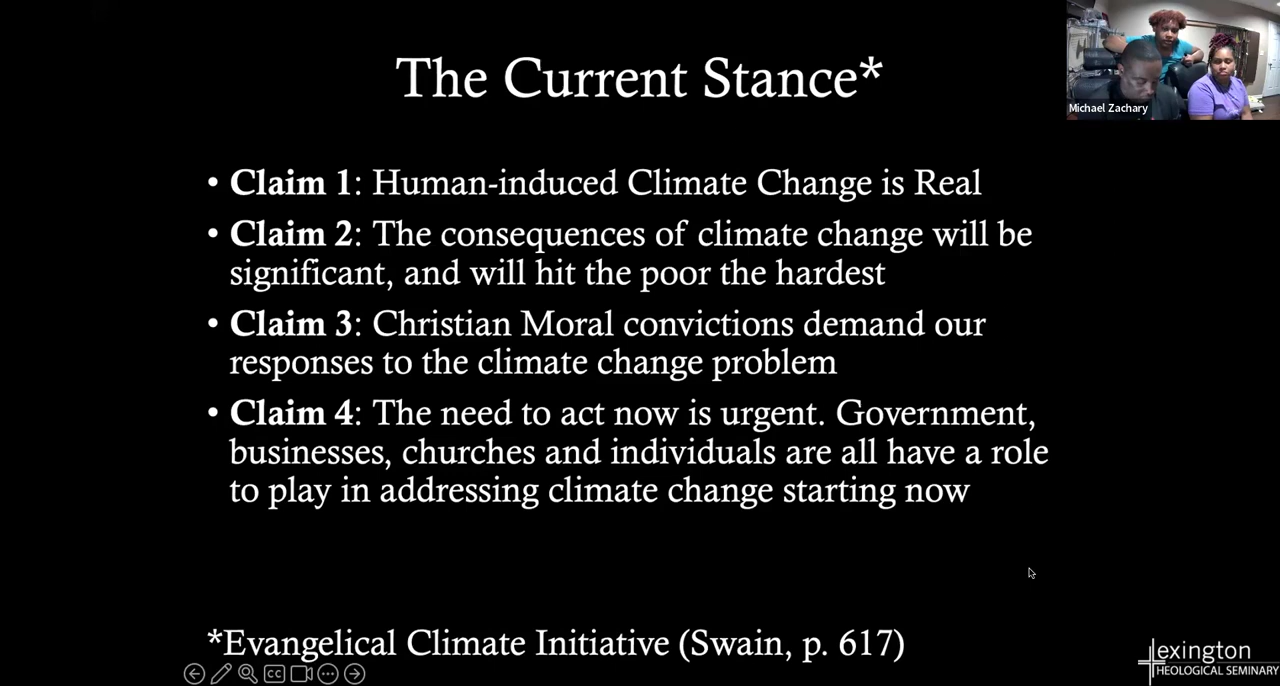 The Current Stance*
Michael Zachary
• Claim 1: Human-induced Climate Change is Real
• Claim 2: The consequences of climate change will be
significant, and will hit the poor the hardest
• Claim 3: Christian Moral convictions demand our
responses to the climate change problem
• Claim 4: The need to act now is urgent. Government,
businesses, churches and individuals are all have a role
to play in addressing climate change starting now
*Evangelical Climate Initiative (Swain, p. 617)
CC
lexington
THEOLOGICAL SEMINARY